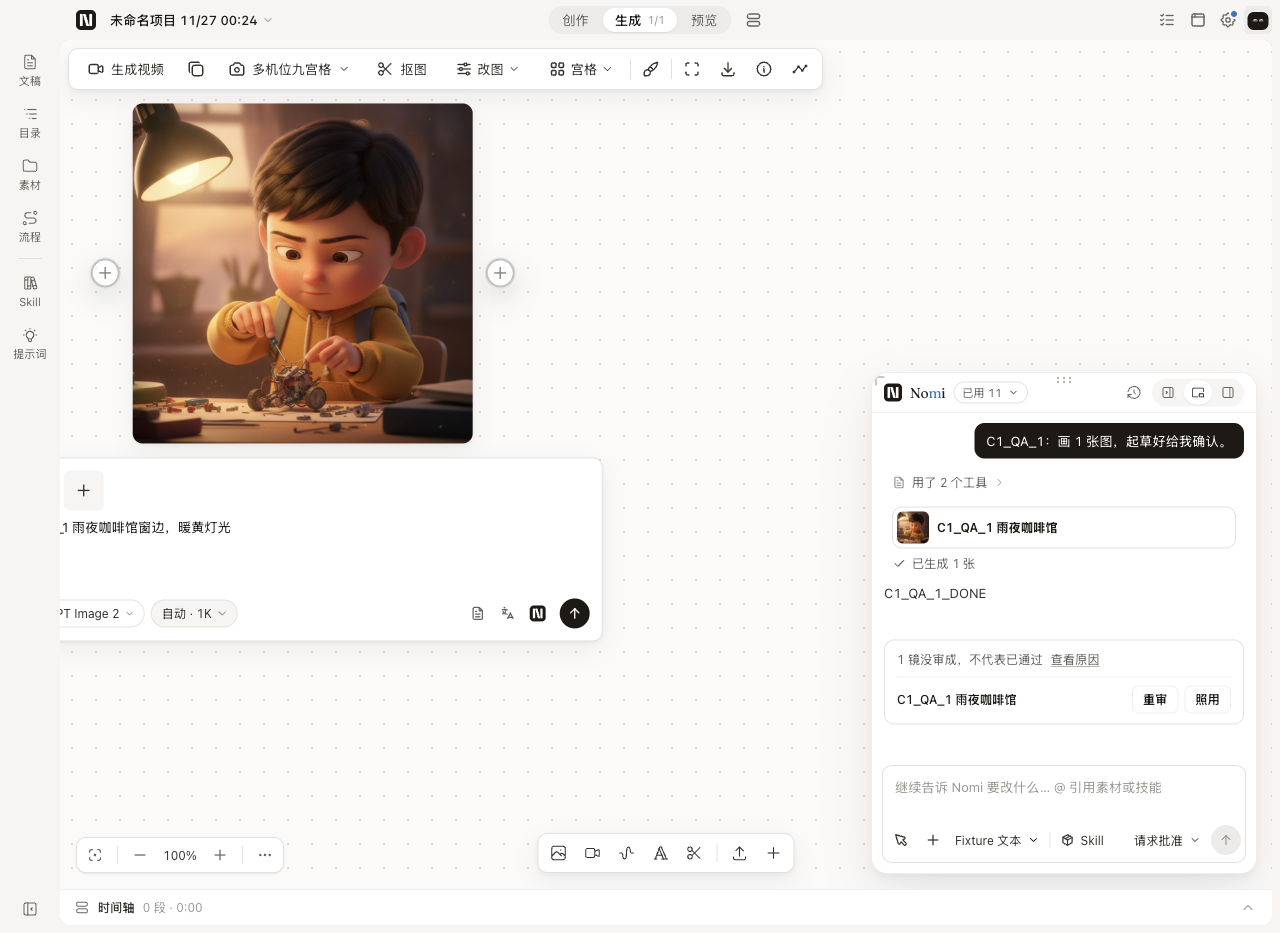 未命名项目 11/27 00:24
创作
生成 1/1
预览
文稿
目录
素材
流程
Skill
提示词
生成视频
多机位九宫格
抠图
改图
宫格
_1 雨夜咖啡馆窗边，暖黄灯光
PT Image 2
自动 · 1K
100%
Nomi
已用 11
C1_QA_1：画 1 张图，起草好给我确认。
用了 2 个工具
C1_QA_1 雨夜咖啡馆
已生成 1 张
C1_QA_1_DONE
1 镜没审成，不代表已通过 查看原因
C1_QA_1 雨夜咖啡馆
重审
照用
继续告诉 Nomi 要改什么... @ 引用素材或技能
Fixture 文本
Skill
请求批准
时间轴 0 段 · 0:00